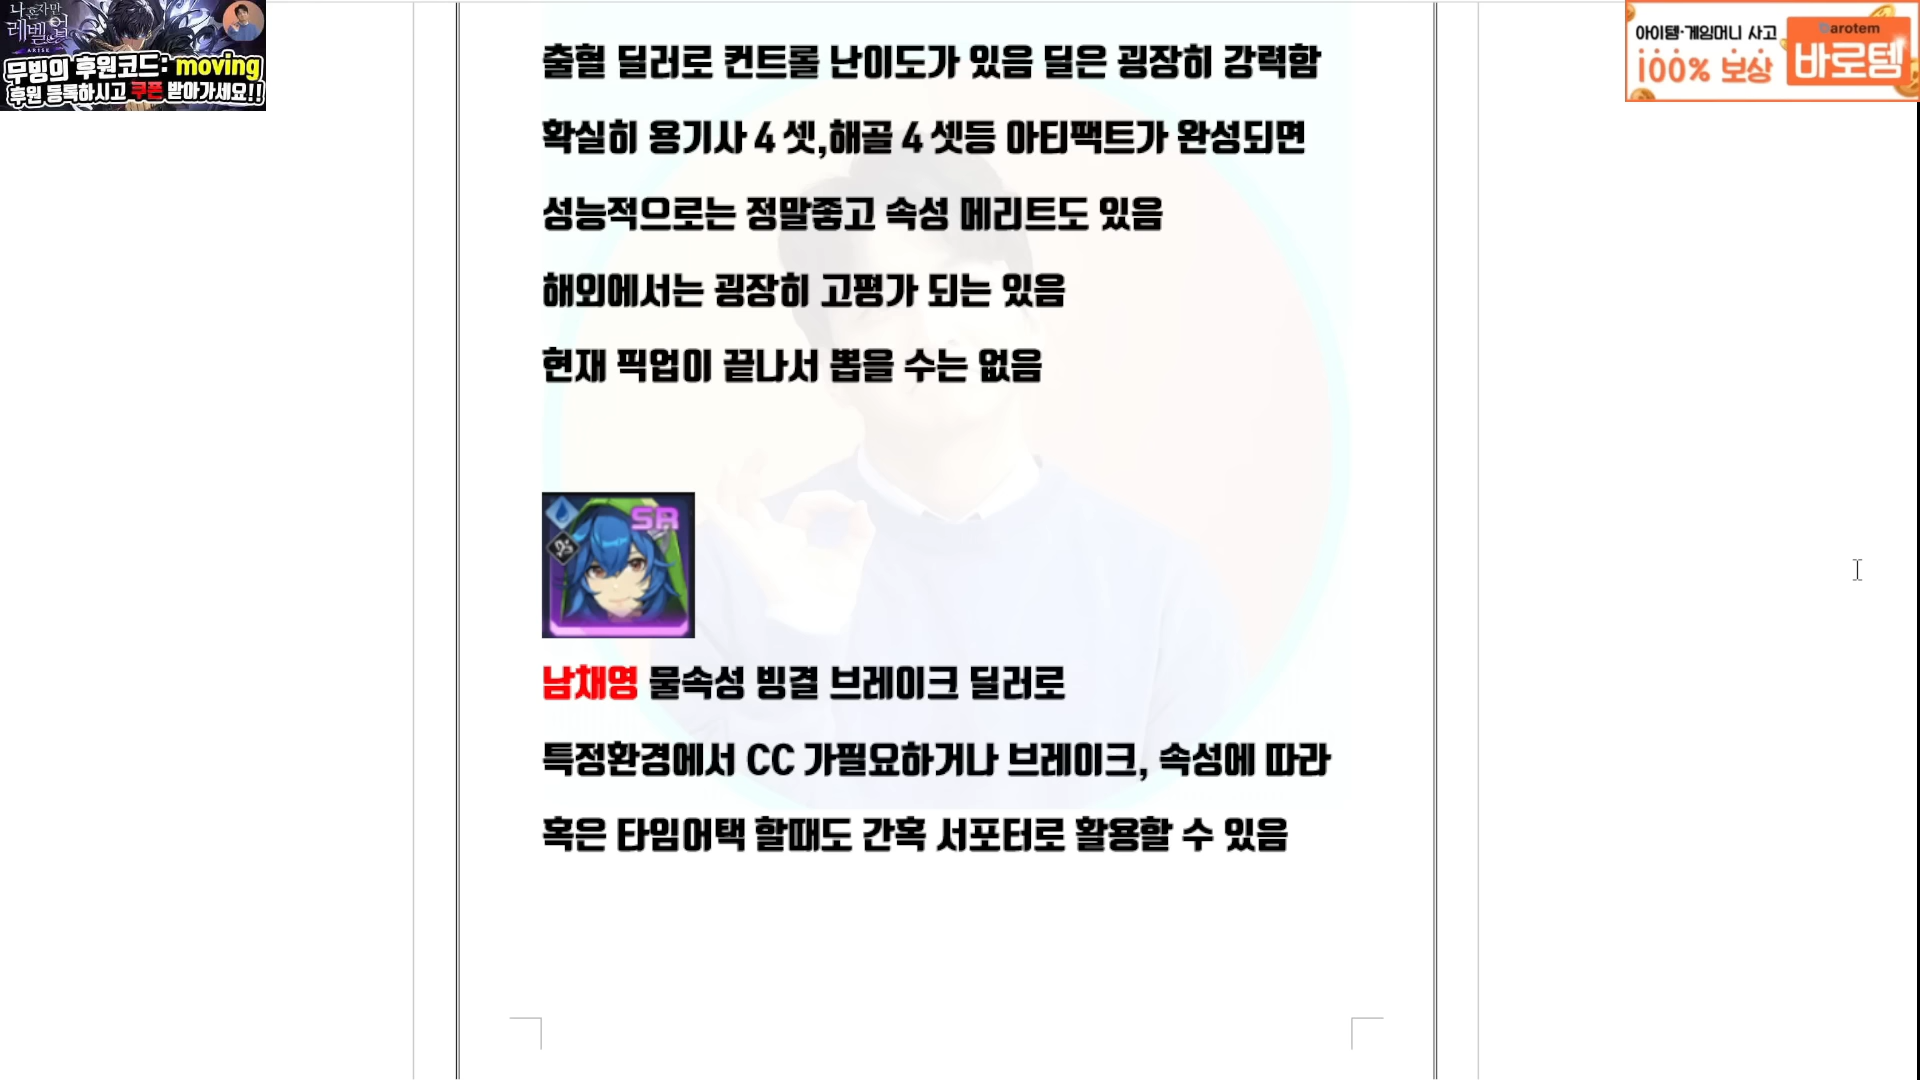 나 혼자만
레벨업
ARISE
무빙의 후원코드: moving
후원 등록하시고 쿠폰 받아가세요!!
아이템·게임머니 사고
100% 보상
barotem
바로템
출혈 딜러로 컨트롤 난이도가 있음 딜은 굉장히 강력함
확실히 용기사 4 셋,해골 4 셋등 아티팩트가 완성되면
성능적으로는 정말좋고 속성 메리트도 있음
해외에서는 굉장히 고평가 되는 있음
현재 픽업이 끝나서 뽑을 수는 없음
SR
남채영 물속성 빙결 브레이크 딜러로
특정환경에서 CC 가필요하거나 브레이크, 속성에 따라
혹은 타임어택 할때도 간혹 서포터로 활용할 수 있음